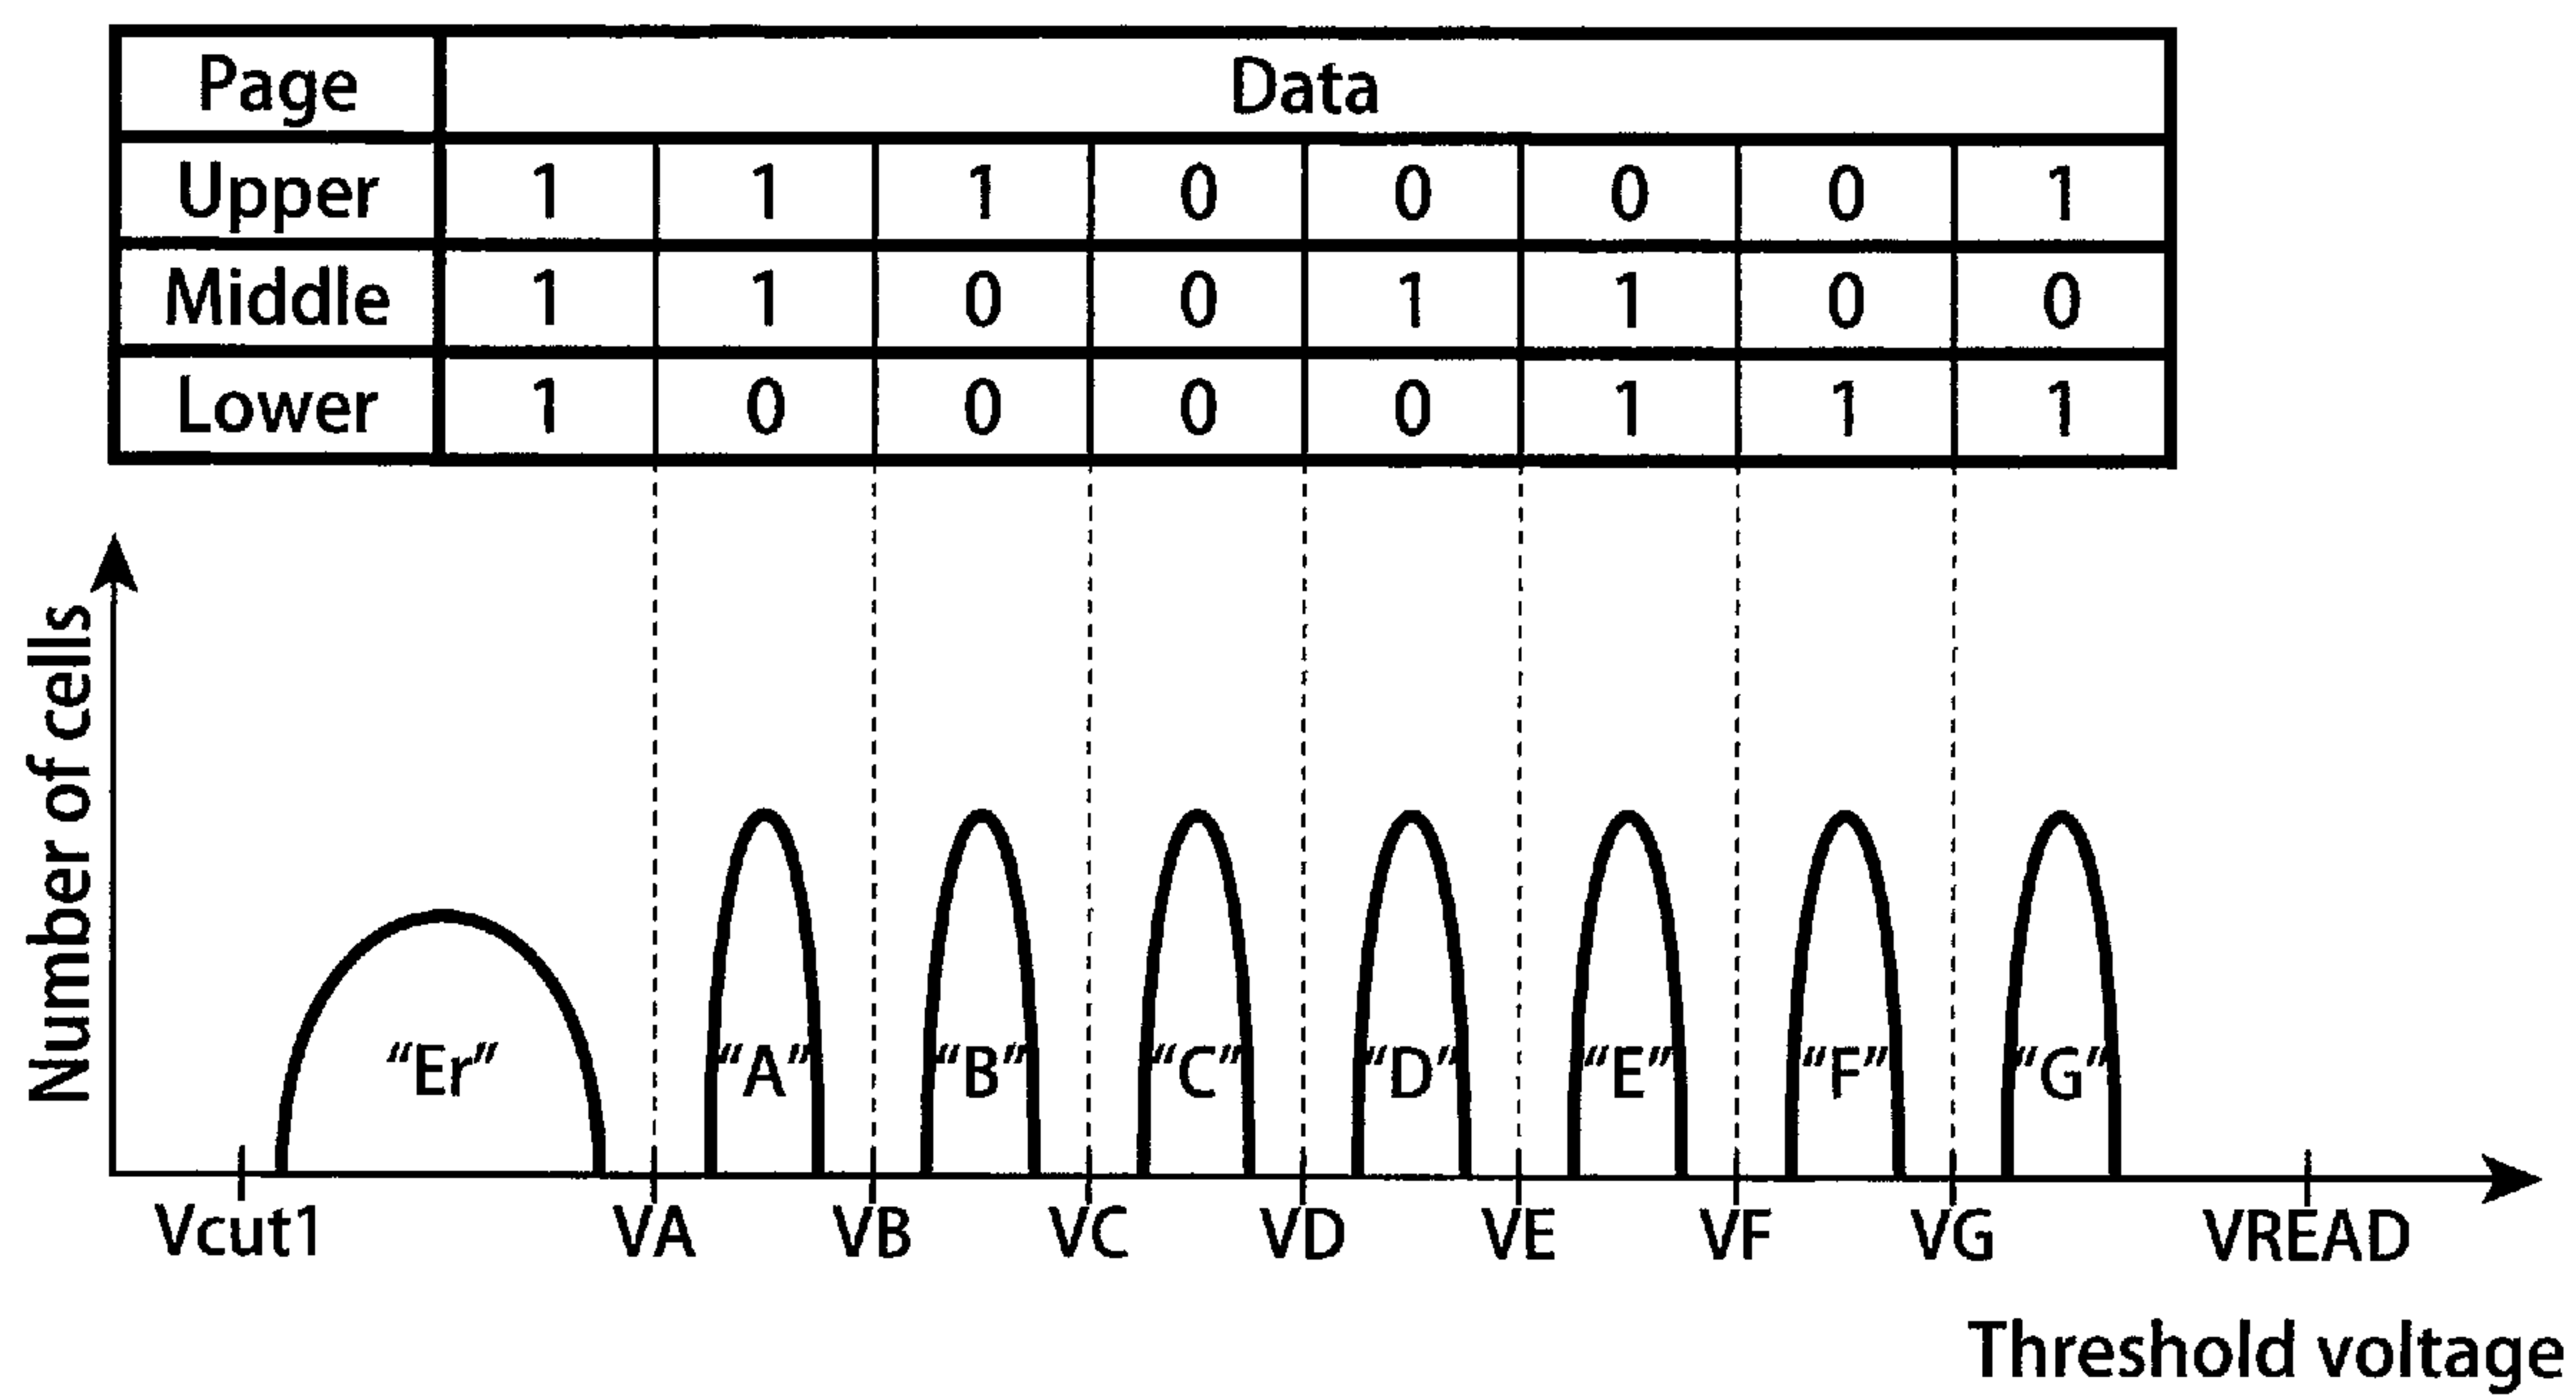 Page Data
Upper 1 1 1 0 0 0 0 1
Middle 1 1 0 0 1 1 0 0
Lower 1 0 0 0 0 1 1 1
Number of cells
“Er” “A” “B” “C” “D” “E” “F” “G”
Vcut1 VA VB VC VD VE VF VG VREAD
Threshold voltage